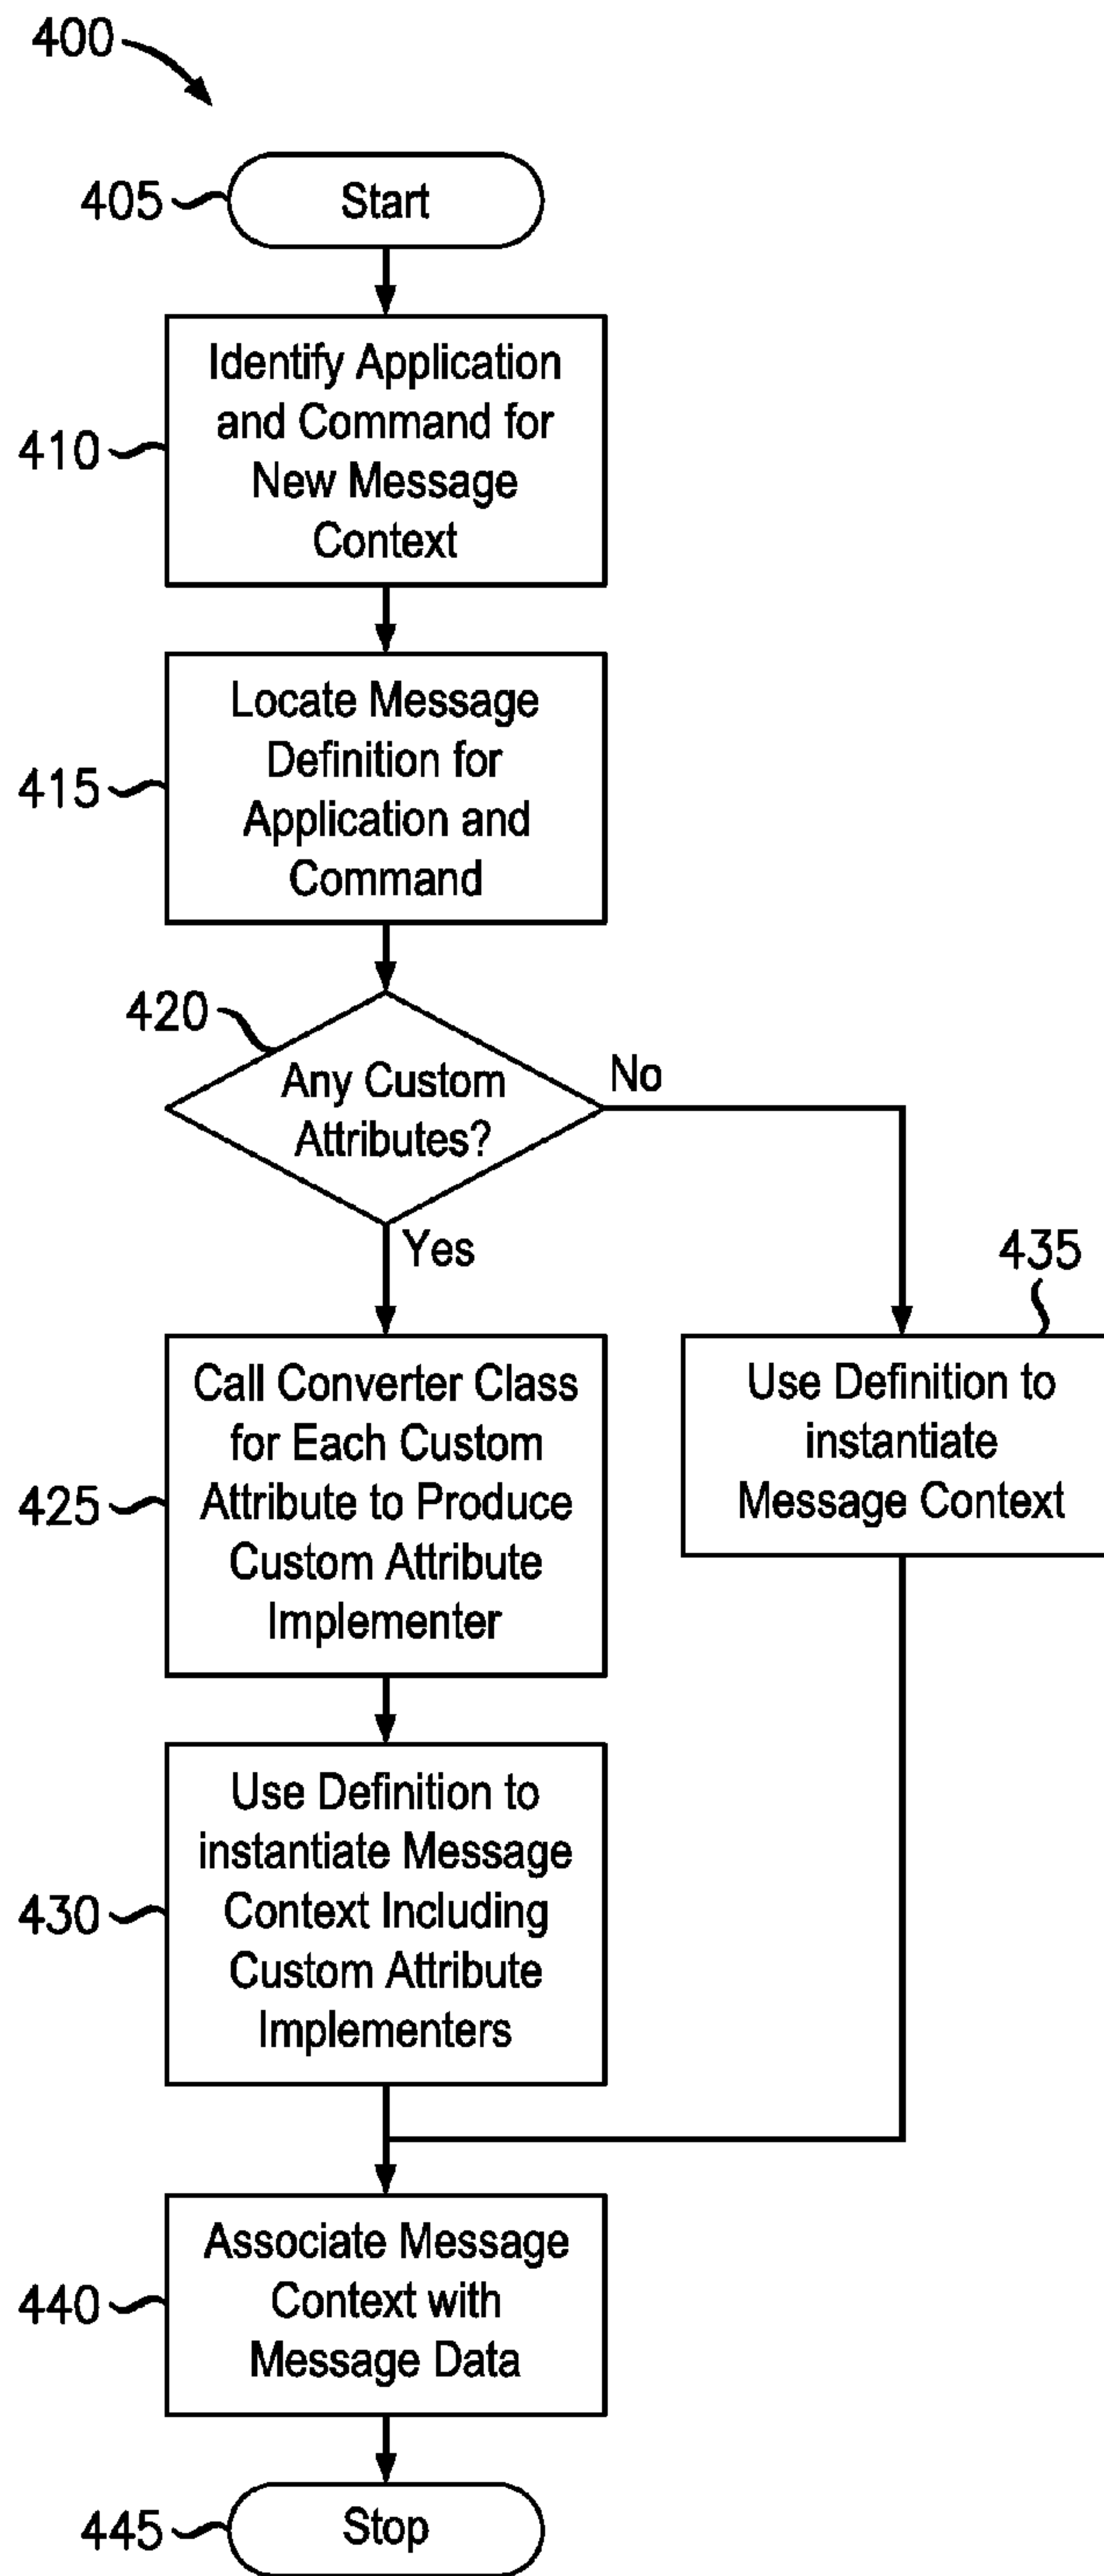 400
405
Start
410
Identify Application
and Command for
New Message
Context
415
Locate Message
Definition for
Application and
Command
420
Any Custom
Attributes?
No
Yes
425
Call Converter Class
for Each Custom
Attribute to Produce
Custom Attribute
Implementer
435
Use Definition to
instantiate
Message Context
430
Use Definition to
instantiate Message
Context Including
Custom Attribute
Implementers
440
Associate Message
Context with
Message Data
445
Stop